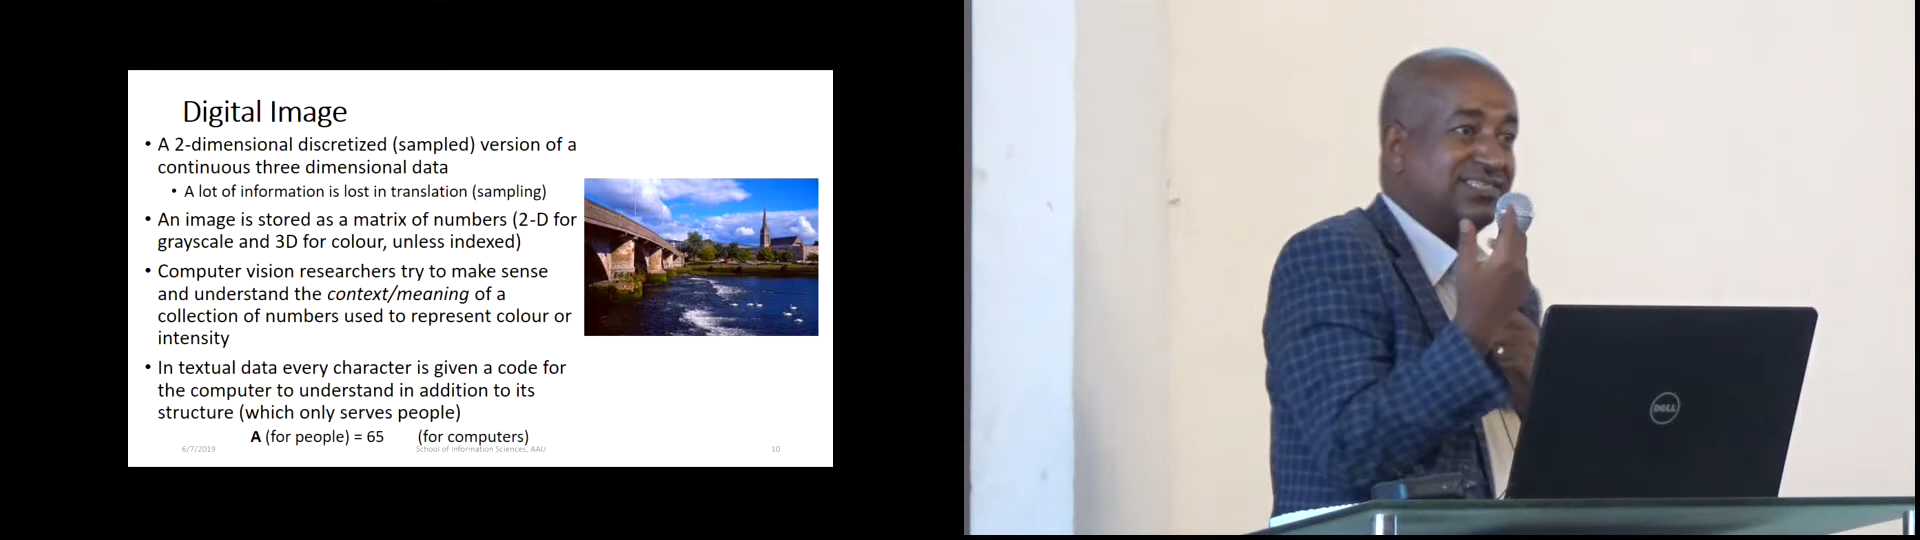 Digital Image
• A 2-dimensional discretized (sampled) version of a
continuous three dimensional data
• A lot of information is lost in translation (sampling)
• An image is stored as a matrix of numbers (2-D for
grayscale and 3D for colour, unless indexed)
• Computer vision researchers try to make sense
and understand the context/meaning of a
collection of numbers used to represent colour or
intensity
• In textual data every character is given a code for
the computer to understand in addition to its
structure (which only serves people)
A (for people) = 65 (for computers)
6/7/2019 School of Information Sciences, AAU 10
DELL